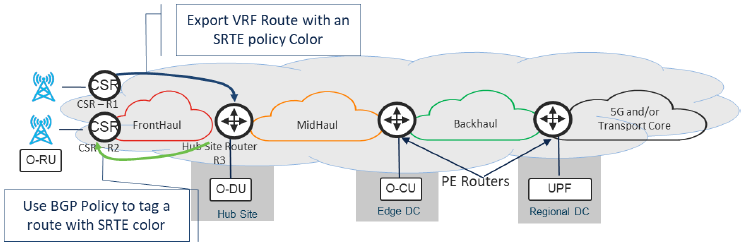 Export VRF Route with an
SRTE policy Color
CSR
CSR – R1
CSR
CSR – R2
O-RU
FrontHaul
Hub Site Router
R3
MidHaul
Backhaul
5G and/or
Transport Core
PE Routers
O-DU
Hub Site
O-CU
Edge DC
UPF
Regional DC
Use BGP Policy to tag a
route with SRTE color